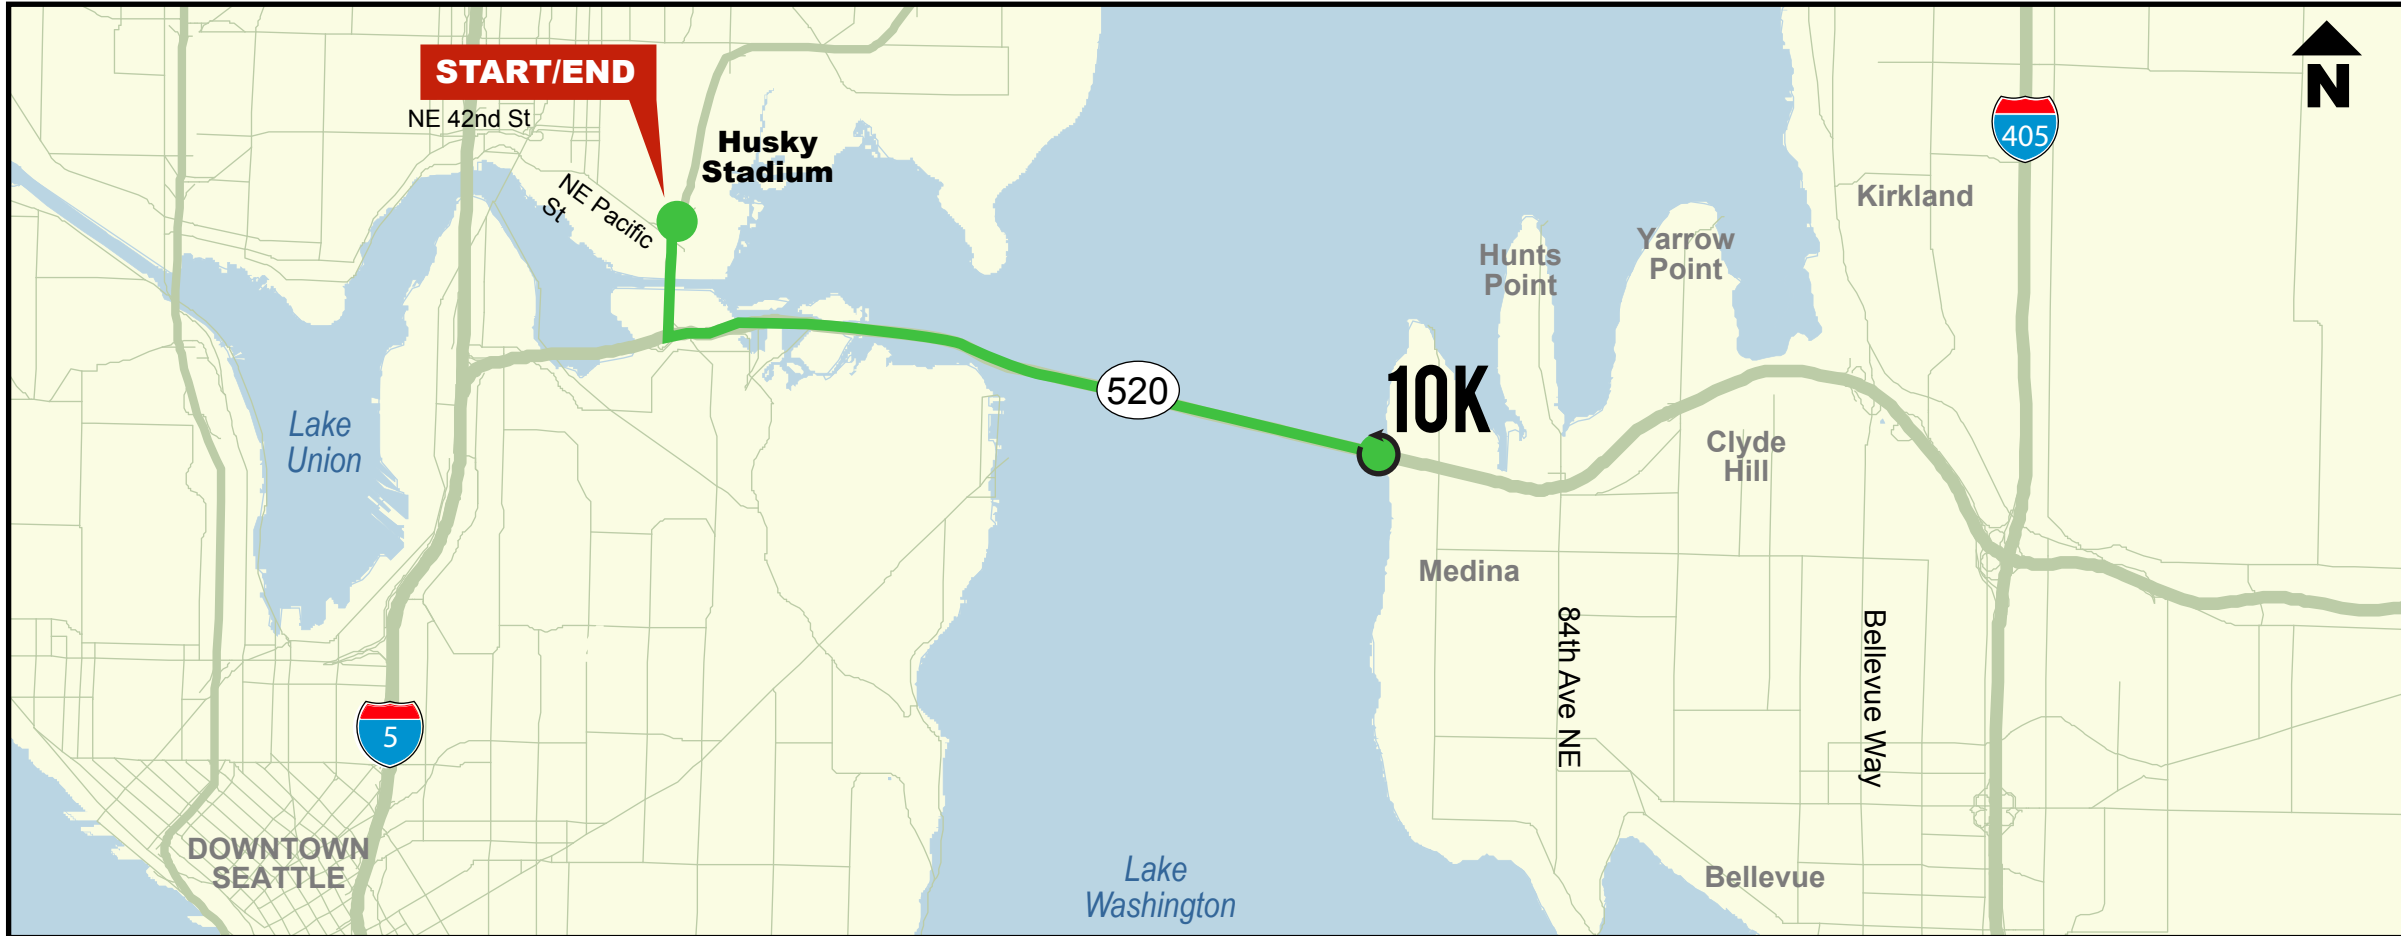 START/END
NE 42nd St
Husky
Stadium
NE Pacific
St
N
405
Kirkland
Hunts
Point
Yarrow
Point
520
10K
Lake
Union
Clyde
Hill
Medina
84th Ave NE
Bellevue Way
5
DOWNTOWN
SEATTLE
Lake
Washington
Bellevue